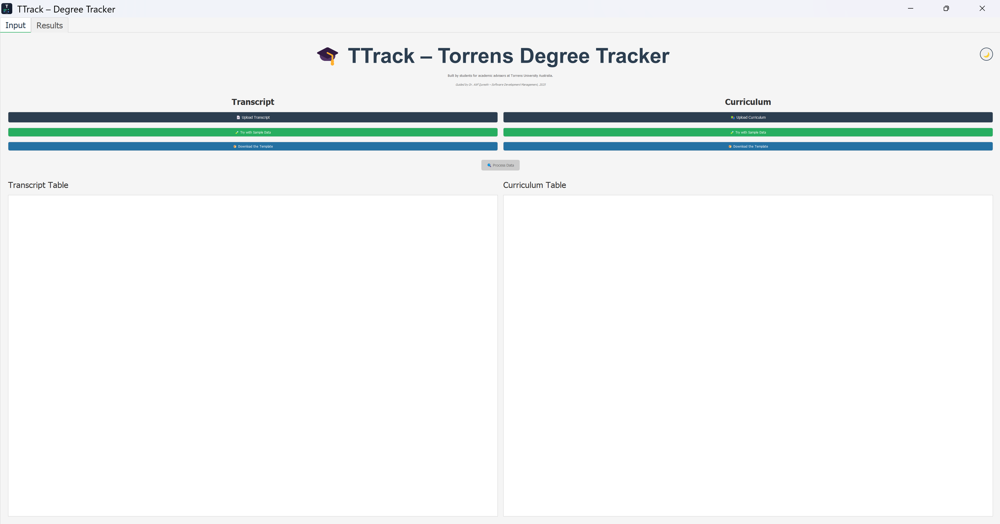 TTrack – Degree Tracker
Input
Results
TTrack – Torrens Degree Tracker
Built by students for academic advisors at Torrens University Australia.
Guided by Dr. Atif Qureshi – Software Development Management, 2025
Transcript
Curriculum
Upload Transcript
Upload Curriculum
Try with Sample Data
Try with Sample Data
Download the Template
Download the Template
Process Data
Transcript Table
Curriculum Table